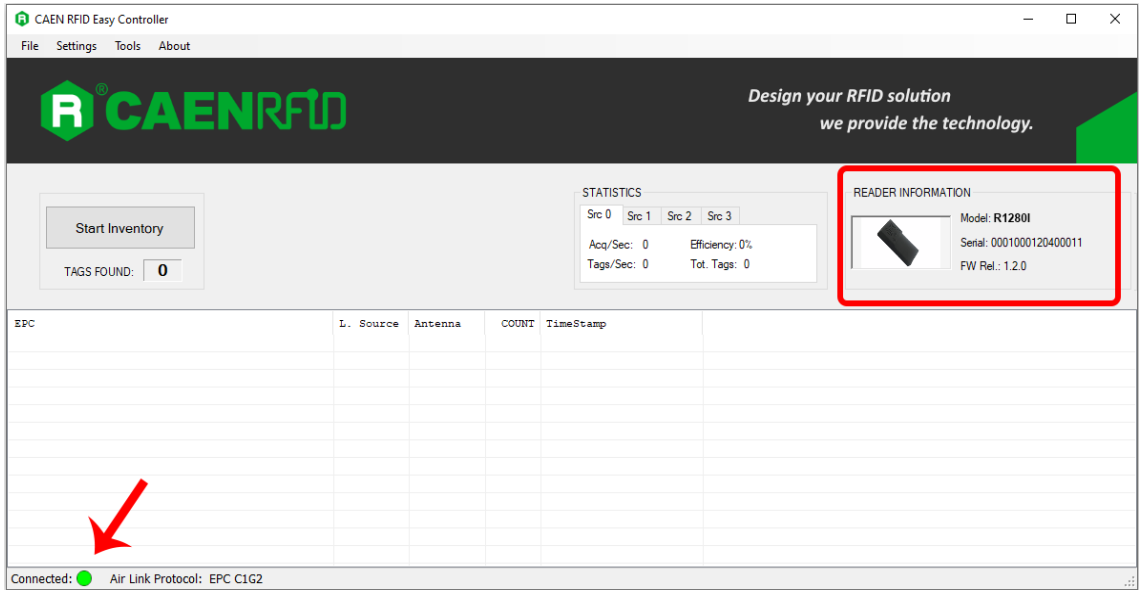 CAEN RFID Easy Controller
File Settings Tools About
R ® CAENRFID
Design your RFID solution
we provide the technology.
Start Inventory
TAGS FOUND: 0
STATISTICS
Src 0 Src 1 Src 2 Src 3
Acq/Sec: 0 Efficiency: 0%
Tags/Sec: 0 Tot. Tags: 0
READER INFORMATION
Model: R1280I
Serial: 0001000120400011
FW Rel.: 1.2.0
EPC L. Source Antenna COUNT TimeStamp
Connected: Air Link Protocol: EPC C1G2